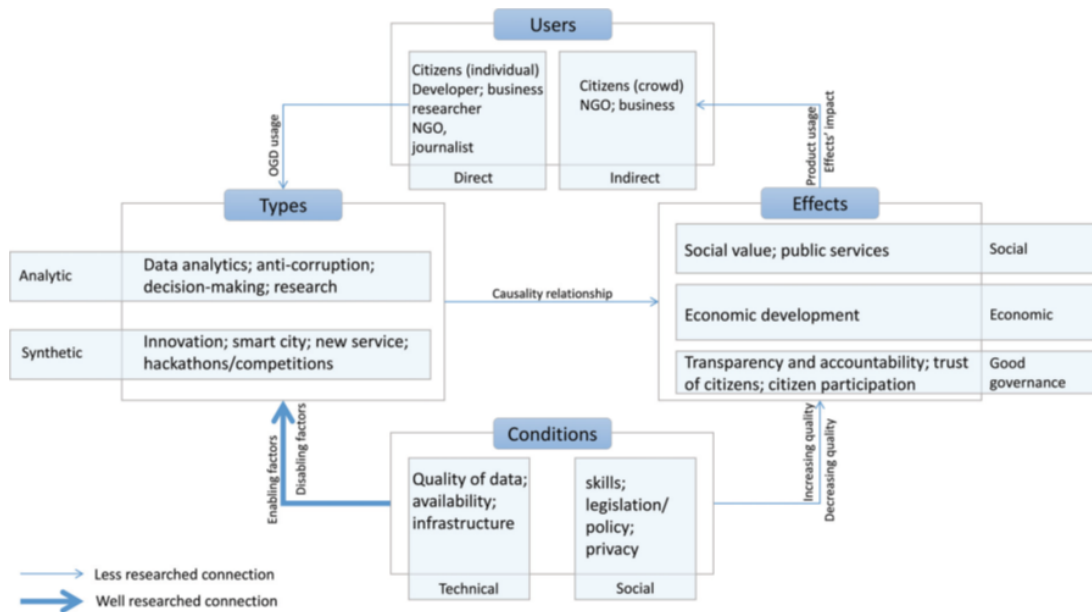 Users
Citizens (individual)
Developer; business
researcher
NGO,
journalist
Direct
Citizens (crowd)
NGO; business
Indirect
OGD usage
Product usage
Effects' impact
Types
Analytic
Data analytics; anti-corruption;
decision-making; research
Synthetic
Innovation; smart city; new service;
hackathons/competitions
Causality relationship
Effects
Social value; public services
Social
Economic development
Economic
Transparency and accountability; trust
of citizens; citizen participation
Good
governance
Enabling factors
Disabling factors
Conditions
Quality of data;
availability;
infrastructure
Technical
skills;
legislation/
policy;
privacy
Social
Increasing quality
Decreasing quality
Less researched connection
Well researched connection